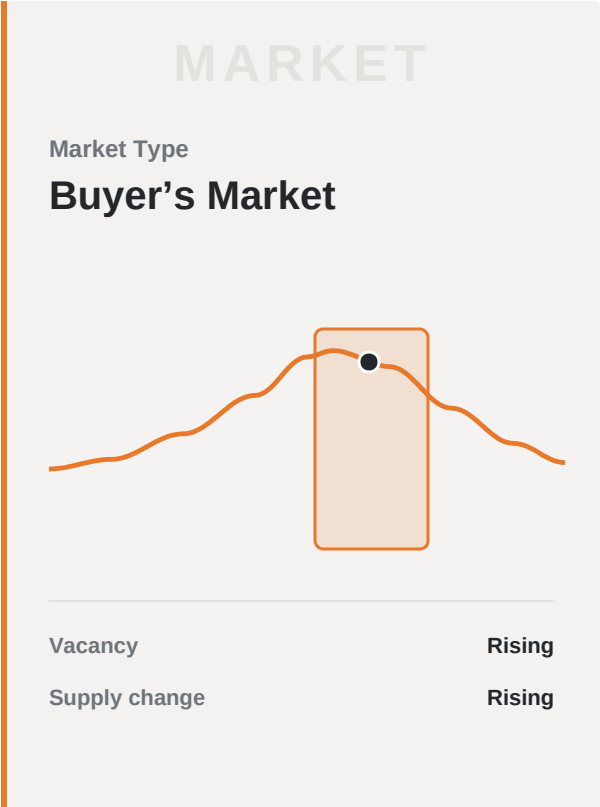 MARKET
Market Type
Buyer’s Market
Vacancy Rising
Supply change Rising